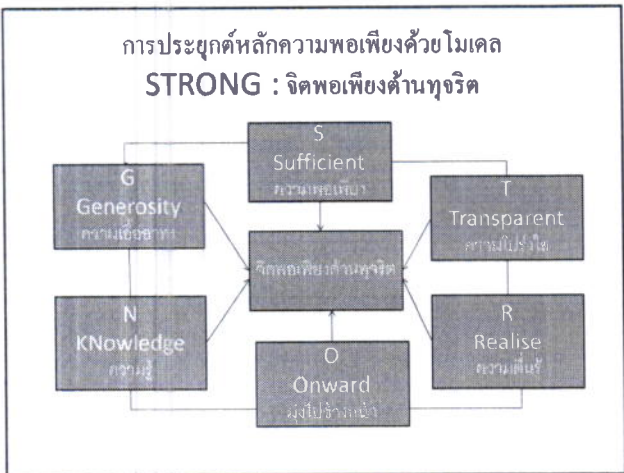 การประยุกต์หลักความพอเพียงด้วยโมเดล
STRONG : จิตพอเพียงต้านทุจริต
S
Sufficient
ความพอเพียง
G
Generosity
ความเอื้ออาทร
T
Transparent
ความโปร่งใส
จิตพอเพียงต้านทุจริต
N
KNowledge
ความรู้
R
Realise
ความตื่นรู้
O
Onward
มุ่งไปข้างหน้า